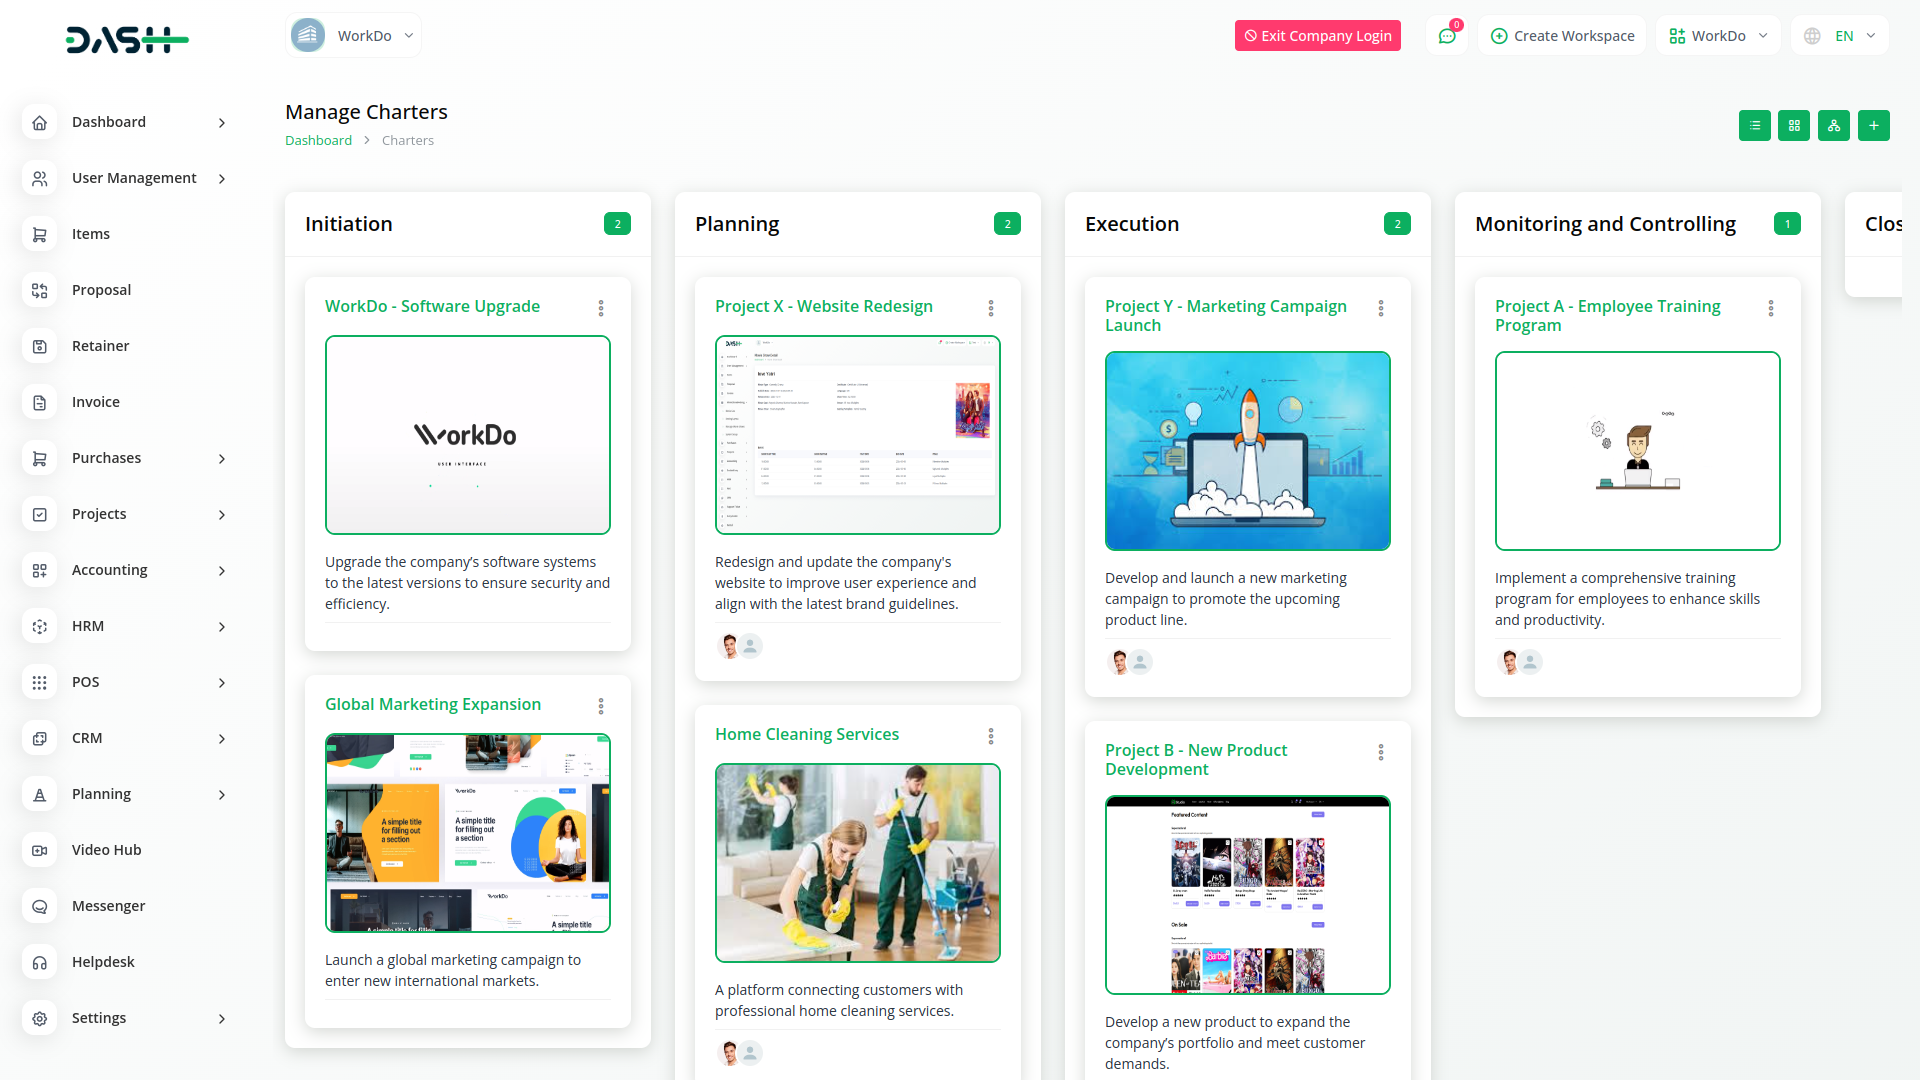 DASH
WorkDo
Exit Company Login
0
Create Workspace
WorkDo
EN
Dashboard
User Management
Items
Proposal
Retainer
Invoice
Purchases
Projects
Accounting
HRM
POS
CRM
Planning
Video Hub
Messenger
Helpdesk
Settings
Manage Charters
Dashboard
Charters
Initiation
2
WorkDo - Software Upgrade
WorkDo
USER INTERFACE
Upgrade the company’s software systems
to the latest versions to ensure security and
efficiency.
Global Marketing Expansion
WorkDo
A simple title
for filling out
a section
A simple title
for filling out
a section
WorkDo
A simple title for filling
A simple title
Launch a global marketing campaign to
enter new international markets.
Planning
2
Project X - Website Redesign
DASH
Redesign and update the company's
website to improve user experience and
align with the latest brand guidelines.
Home Cleaning Services
A platform connecting customers with
professional home cleaning services.
Execution
2
Project Y - Marketing Campaign
Launch
$
Develop and launch a new marketing
campaign to promote the upcoming
product line.
Project B - New Product
Development
Featured Content
On Sale
Develop a new product to expand the
company’s portfolio and meet customer
demands.
Monitoring and Controlling
1
Project A - Employee Training
Program
Implement a comprehensive training
program for employees to enhance skills
and productivity.
Clos